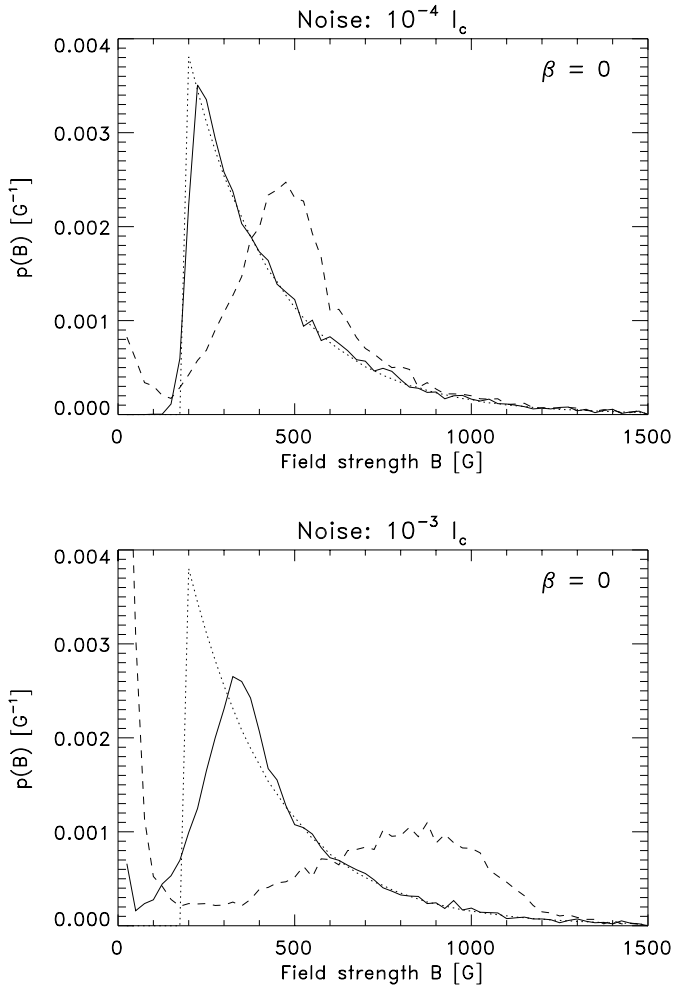 Noise: 10⁻⁴ I_c
β = 0
0.004
0.003
0.002
0.001
0.000
p(B) [G⁻¹]
0 500 1000 1500
Field strength B [G]
Noise: 10⁻³ I_c
β = 0
0.004
0.003
0.002
0.001
0.000
p(B) [G⁻¹]
0 500 1000 1500
Field strength B [G]